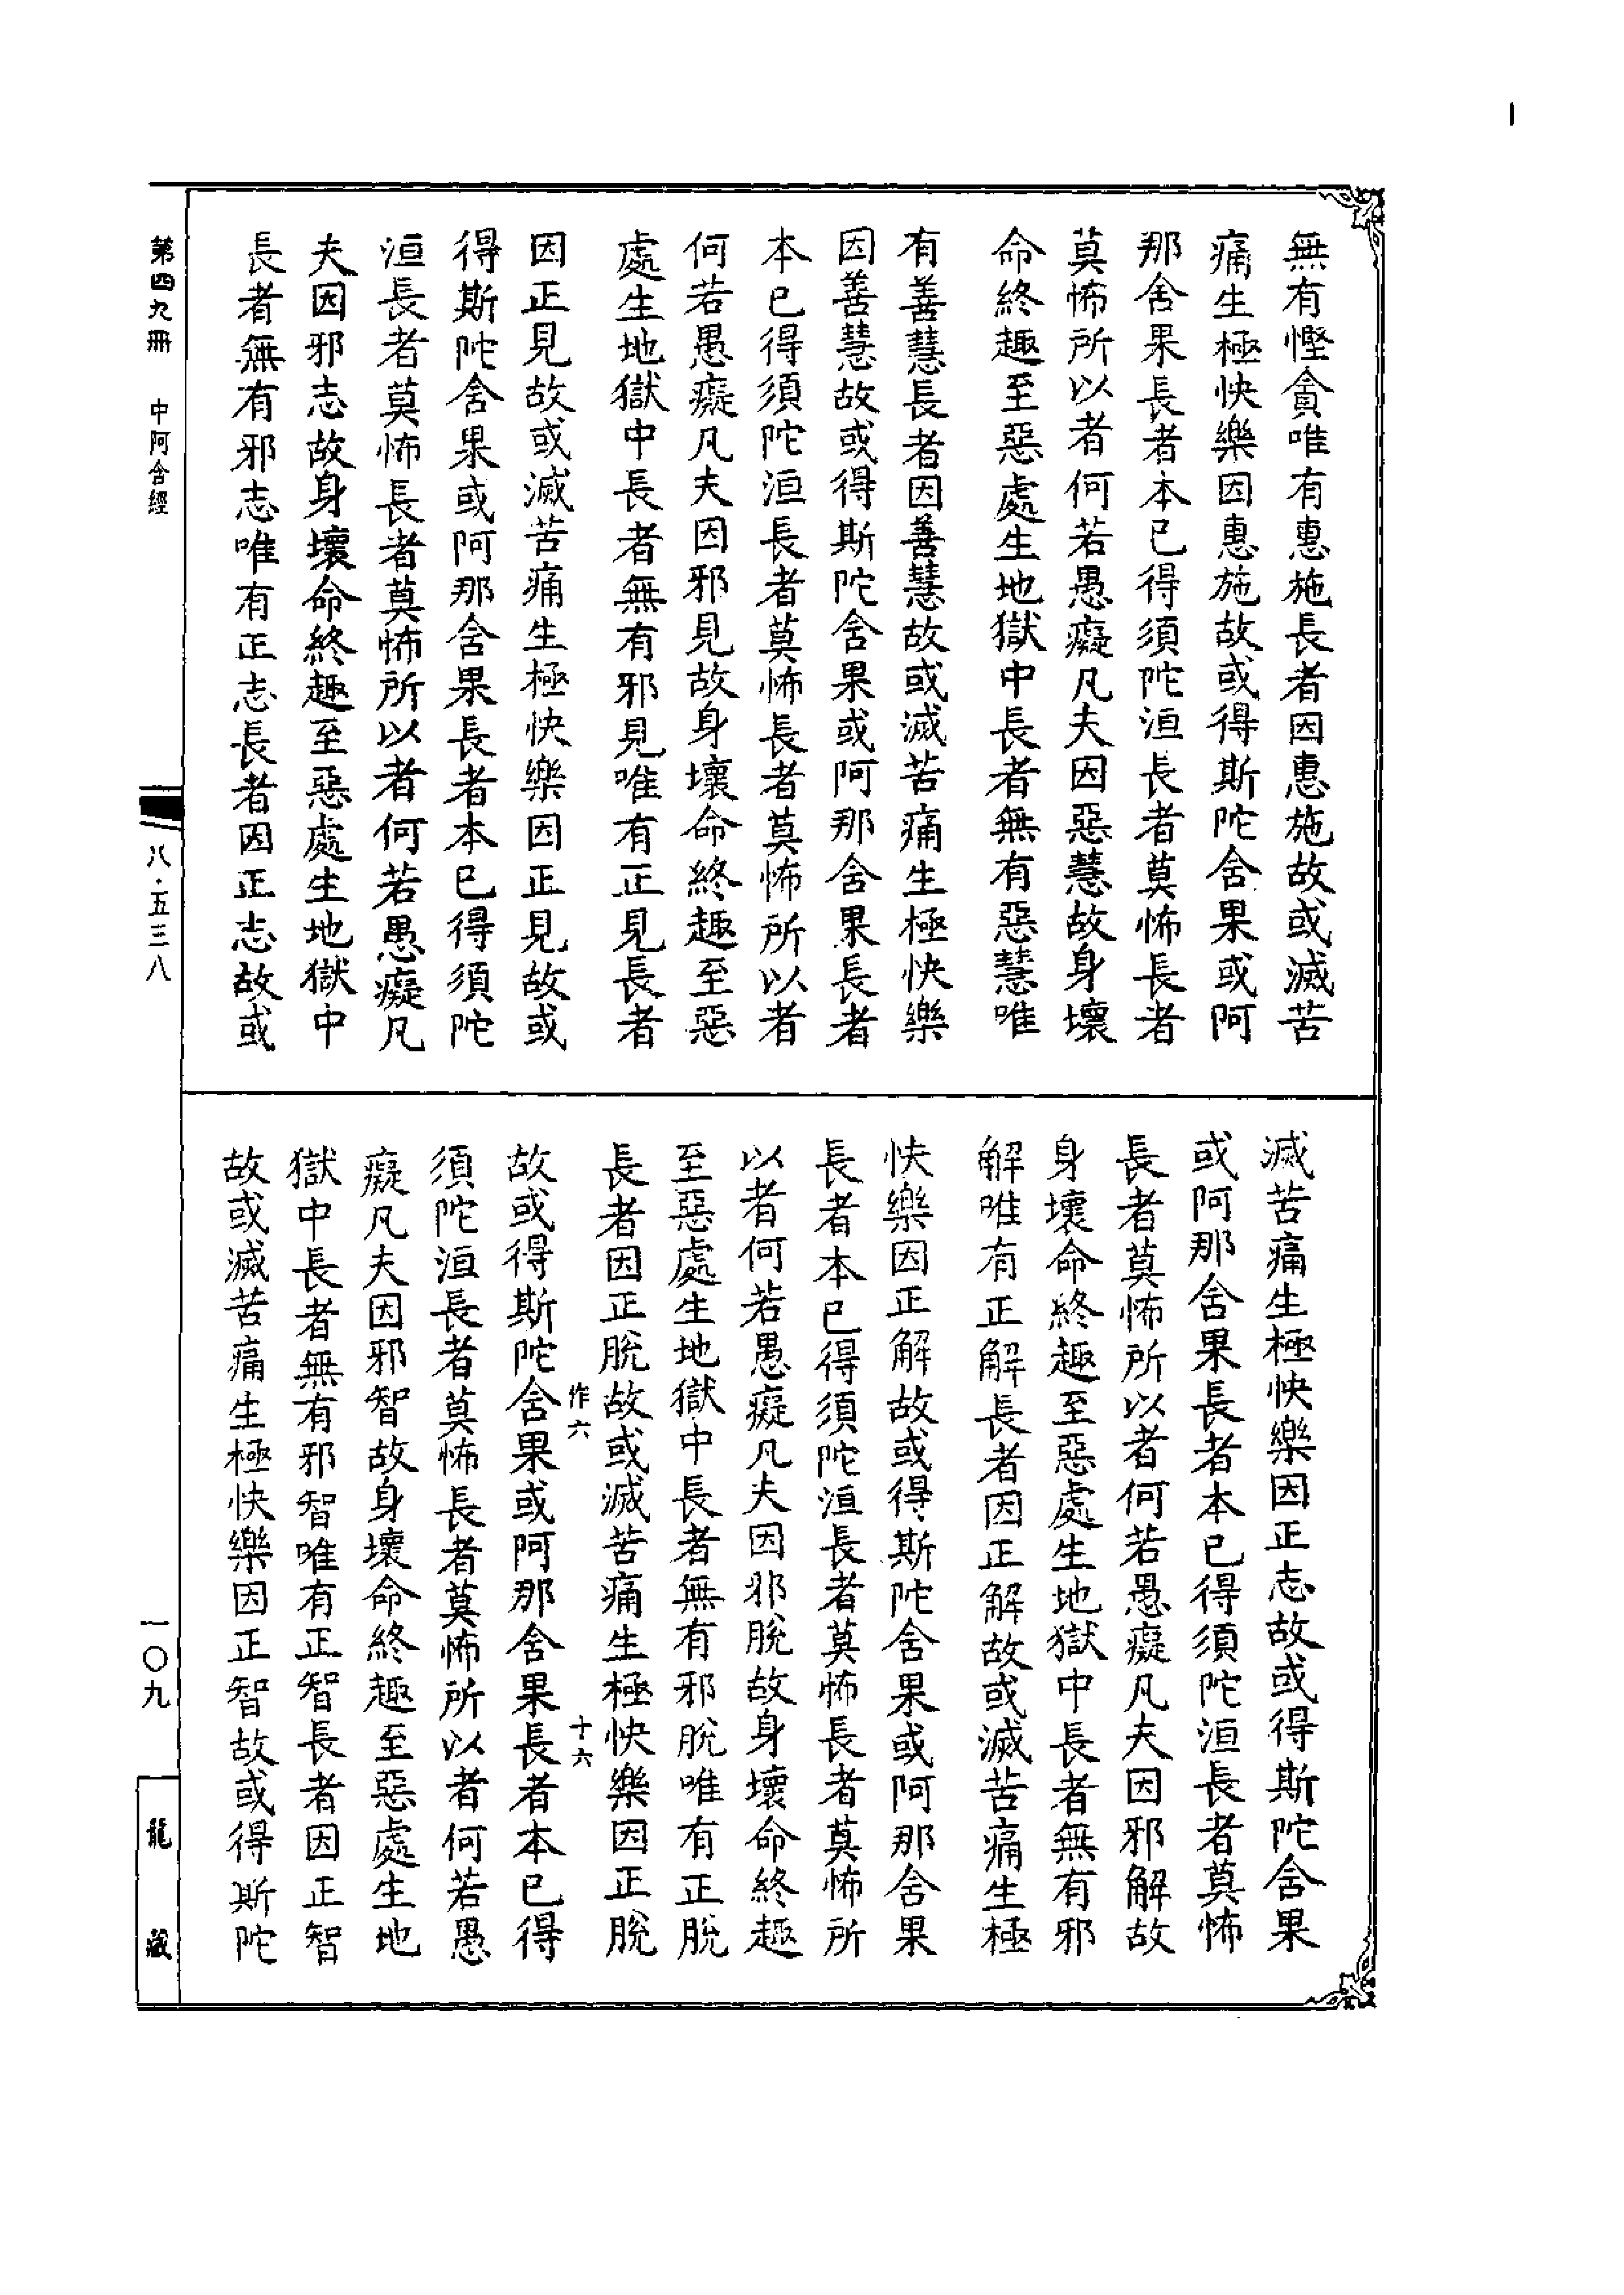 無有慳貪唯有惠施長者因惠施故或滅苦
痛生極快樂因惠施故或得斯陀舍果或阿
那舍果長者本已得須陀洹長者莫怖長者
莫怖所以者何若愚癡凡夫因惡慧故身壞
命終趣至惡處生地獄中長者無有惡慧唯
有善慧長者因善慧故或滅苦痛生極快樂
因善慧故或得斯陀舍果或阿那舍果長者
本已得須陀洹長者莫怖長者莫怖所以者
何若愚癡凡夫因邪見故身壞命終趣至惡
處生地獄中長者無有邪見唯有正見長者
因正見故或滅苦痛生極快樂因正見故或
得斯陀舍果或阿那舍果長者本已得須陀
洹長者莫怖長者莫怖所以者何若愚癡凡
夫因邪志故身壞命終趣至惡處生地獄中
長者無有邪志唯有正志長者因正志故或
滅苦痛生極快樂因正志故或得斯陀舍果
或阿那舍果長者本已得須陀洹長者莫怖
長者莫怖所以者何若愚癡凡夫因邪解故
身壞命終趣至惡處生地獄中長者無有邪
解唯有正解長者因正解故或滅苦痛生極
快樂因正解故或得斯陀舍果或阿那舍果
長者本已得須陀洹長者莫怖長者莫怖所
以者何若愚癡凡夫因邪脫故身壞命終趣
至惡處生地獄中長者無有邪脫唯有正脫
長者因正脫故或滅苦痛生極快樂因正脫
作六 十六
故或得斯陀舍果或阿那舍果長者本已得
須陀洹長者莫怖長者莫怖所以者何若愚
癡凡夫因邪智故身壞命終趣至惡處生地
獄中長者無有邪智唯有正智長者因正智
故或滅苦痛生極快樂因正智故或得斯陀
第四九冊 中阿含經
八·五三八
一〇九
龍藏